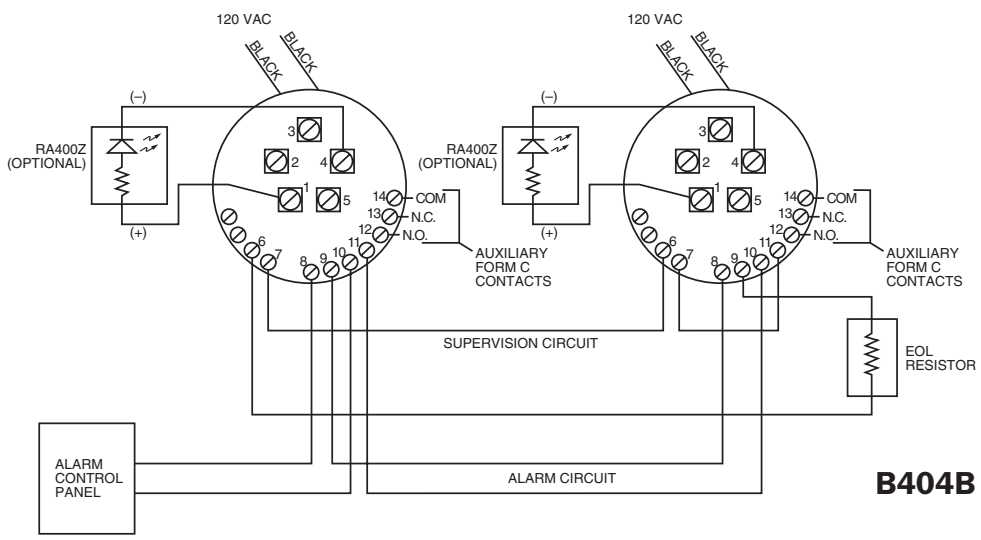 120 VAC
BLACK
BLACK
(–)
RA400Z
(OPTIONAL)
(+)
3
2
4
1
5
14 COM
13 N.C.
12 N.O.
11
10
9
8
7
6
AUXILIARY
FORM C
CONTACTS
120 VAC
BLACK
BLACK
(–)
RA400Z
(OPTIONAL)
(+)
3
2
4
1
5
14 COM
13 N.C.
12 N.O.
11
10
9
8
7
6
AUXILIARY
FORM C
CONTACTS
SUPERVISION CIRCUIT
EOL
RESISTOR
ALARM
CONTROL
PANEL
ALARM CIRCUIT
B404B